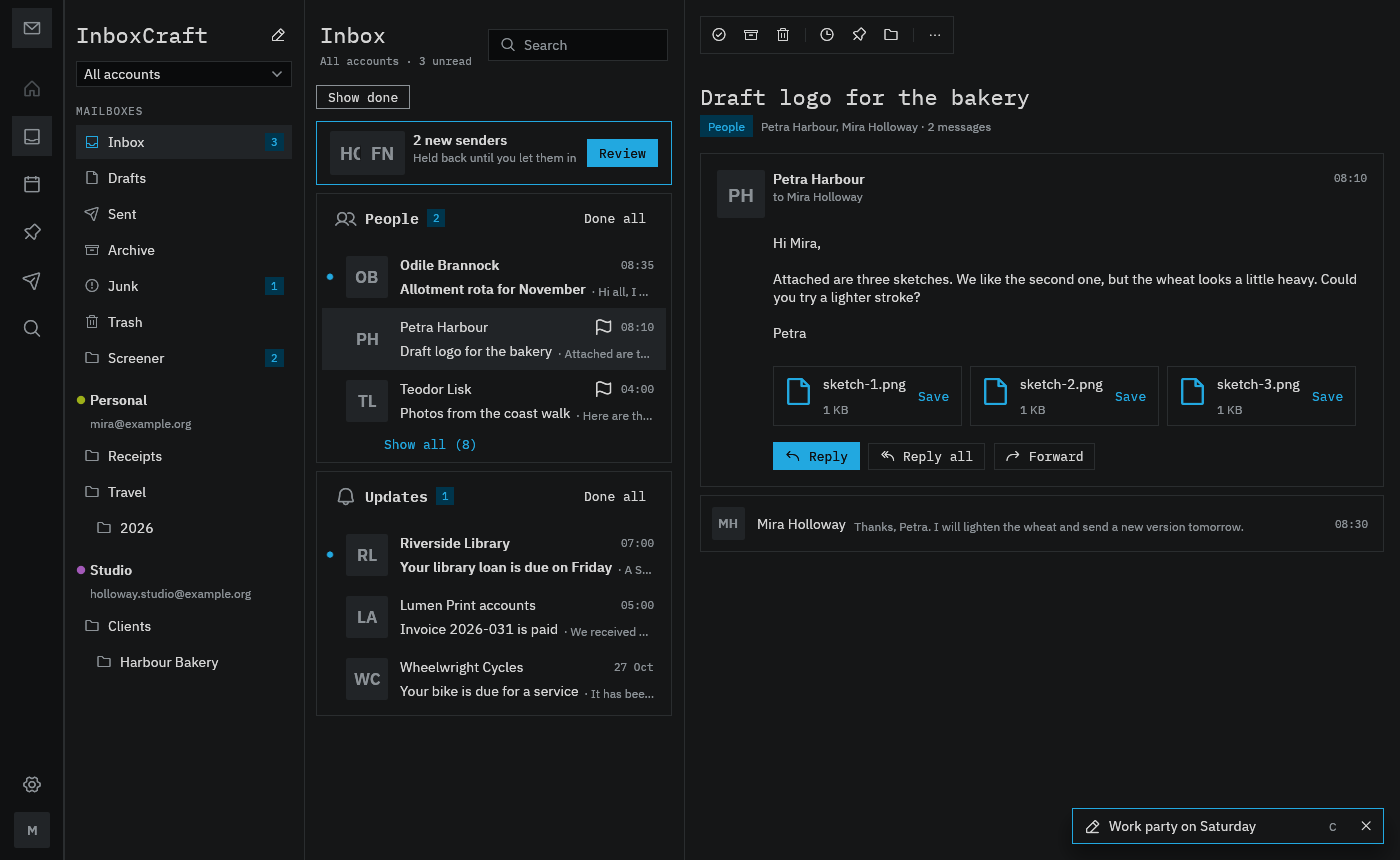 InboxCraft
All accounts
MAILBOXES
Inbox 3
Drafts
Sent
Archive
Junk 1
Trash
Screener 2
Personal
mira@example.org
Receipts
Travel
2026
Studio
holloway.studio@example.org
Clients
Harbour Bakery
M
Inbox
All accounts · 3 unread
Search
Show done
FN
2 new senders
Held back until you let them in
Review
People 2 Done all
OB
Odile Brannock 08:35
Allotment rota for November · Hi all, I ...
PH
Petra Harbour 08:10
Draft logo for the bakery · Attached are t...
TL
Teodor Lisk 04:00
Photos from the coast walk · Here are th...
Show all (8)
Updates 1 Done all
RL
Riverside Library 07:00
Your library loan is due on Friday · A S...
LA
Lumen Print accounts 05:00
Invoice 2026-031 is paid · We received ...
WC
Wheelwright Cycles 27 Oct
Your bike is due for a service · It has bee...
Draft logo for the bakery
People Petra Harbour, Mira Holloway · 2 messages
PH
Petra Harbour 08:10
to Mira Holloway
Hi Mira,
Attached are three sketches. We like the second one, but the wheat looks a little heavy. Could
you try a lighter stroke?
Petra
sketch-1.png
1 KB
Save
sketch-2.png
1 KB
Save
sketch-3.png
1 KB
Save
Reply Reply all Forward
MH Mira Holloway Thanks, Petra. I will lighten the wheat and send a new version tomorrow. 08:30
Work party on Saturday C